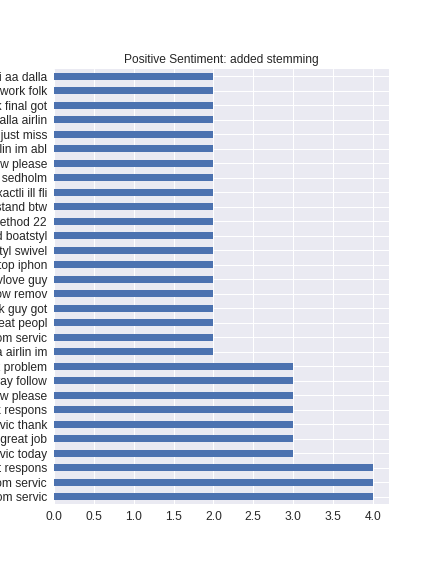 Positive Sentiment: added stemming
i aa dalla
work folk
final got
alla airlin
just miss
lin im abl
w please
sedholm
xactli ill fli
stand btw
ethod 22
d boatstyl
tyl swivel
top iphon
vlove guy
ow remov
k guy got
eat peopl
om servic
a airlin im
problem
ay follow
w please
respons
vic thank
great job
vic today
t respons
om servic
om servic
0.0 0.5 1.0 1.5 2.0 2.5 3.0 3.5 4.0